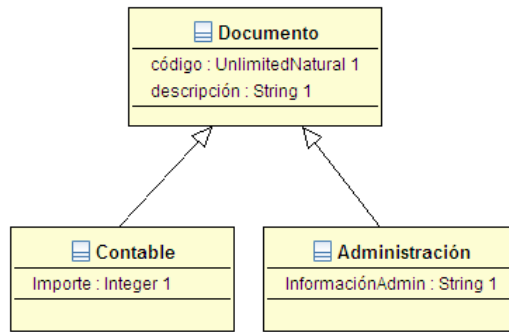 Documento
código : UnlimitedNatural 1
descripción : String 1
Contable
Importe : Integer 1
Administración
InformaciónAdmin : String 1